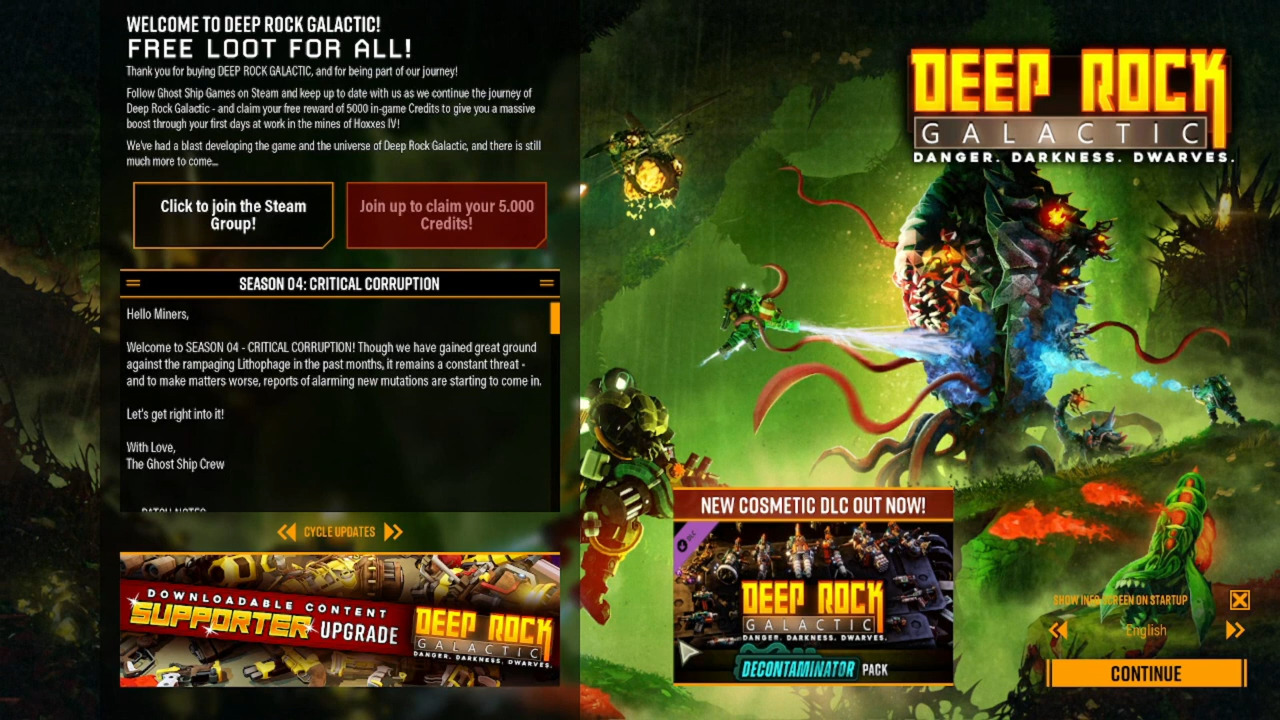 WELCOME TO DEEP ROCK GALACTIC!
FREE LOOT FOR ALL!
Thank you for buying DEEP ROCK GALACTIC, and for being part of our journey!
Follow Ghost Ship Games on Steam and keep up to date with us as we continue the journey of
Deep Rock Galactic - and claim your free reward of 5000 in-game Credits to give you a massive
boost through your first days at work in the mines of Hoxxes IV!
We've had a blast developing the game and the universe of Deep Rock Galactic, and there is still
much more to come...
Click to join the Steam
Group!
Join up to claim your 5.000
Credits!
SEASON 04: CRITICAL CORRUPTION
Hello Miners,
Welcome to SEASON 04 - CRITICAL CORRUPTION! Though we have gained great ground
against the rampaging Lithophage in the past months, it remains a constant threat -
and to make matters worse, reports of alarming new mutations are starting to come in.
Let's get right into it!
With Love,
The Ghost Ship Crew
CYCLE UPDATES
DOWNLOADABLE CONTENT
SUPPORTER UPGRADE
DEEP ROCK
GALACTIC
DANGER. DARKNESS. DWARVES.
DEEP ROCK
GALACTIC
DANGER. DARKNESS. DWARVES.
NEW COSMETIC DLC OUT NOW!
DLC
DEEP ROCK
GALACTIC
DANGER. DARKNESS. DWARVES.
DECONTAMINATOR PACK
SHOW INFO SCREEN ON STARTUP
English
CONTINUE